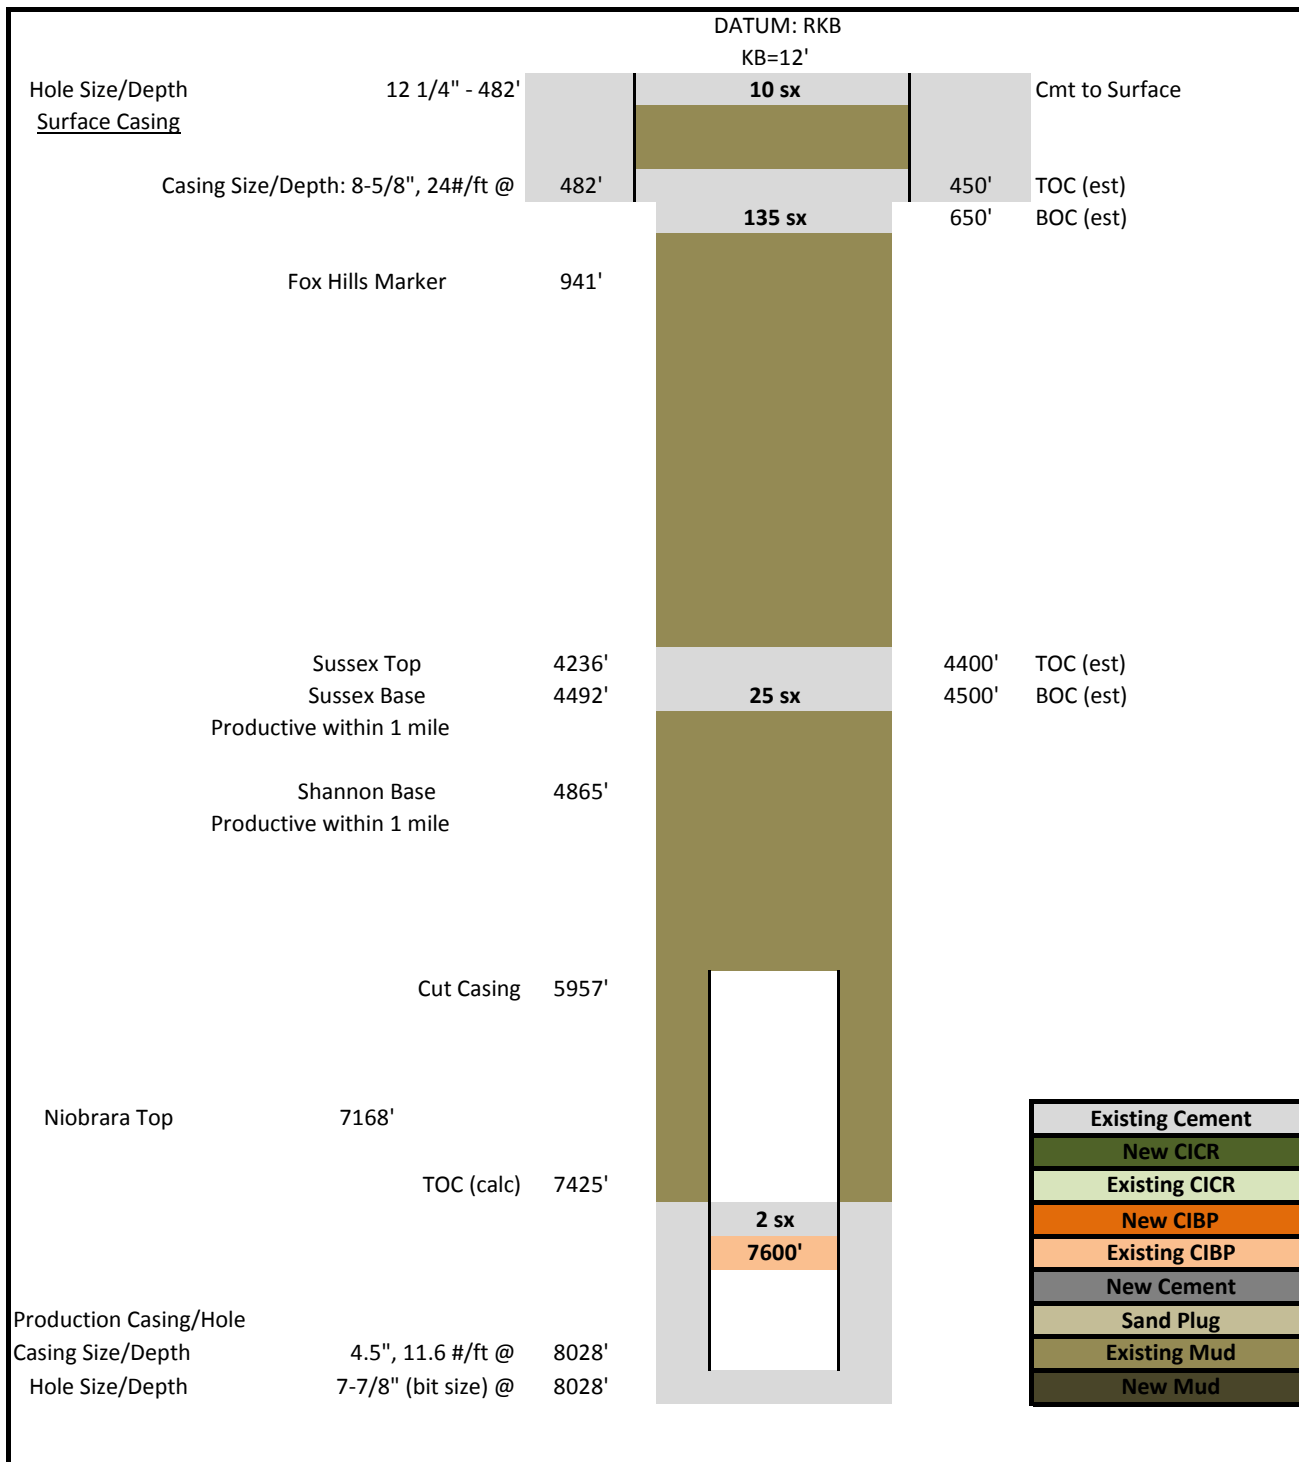 DATUM: RKB
KB=12'
Hole Size/Depth 12 1/4" - 482' 10 sx Cmt to Surface
Surface Casing
Casing Size/Depth: 8-5/8", 24#/ft @ 482' 450' TOC (est)
135 sx 650' BOC (est)
Fox Hills Marker 941'
Sussex Top 4236' 4400' TOC (est)
Sussex Base 4492' 25 sx 4500' BOC (est)
Productive within 1 mile
Shannon Base 4865'
Productive within 1 mile
Cut Casing 5957'
Niobrara Top 7168' Existing Cement
New CICR
TOC (calc) 7425' Existing CICR
2 sx New CIBP
7600' Existing CIBP
New Cement
Production Casing/Hole Sand Plug
Casing Size/Depth 4.5", 11.6 #/ft @ 8028' Existing Mud
Hole Size/Depth 7-7/8" (bit size) @ 8028' New Mud